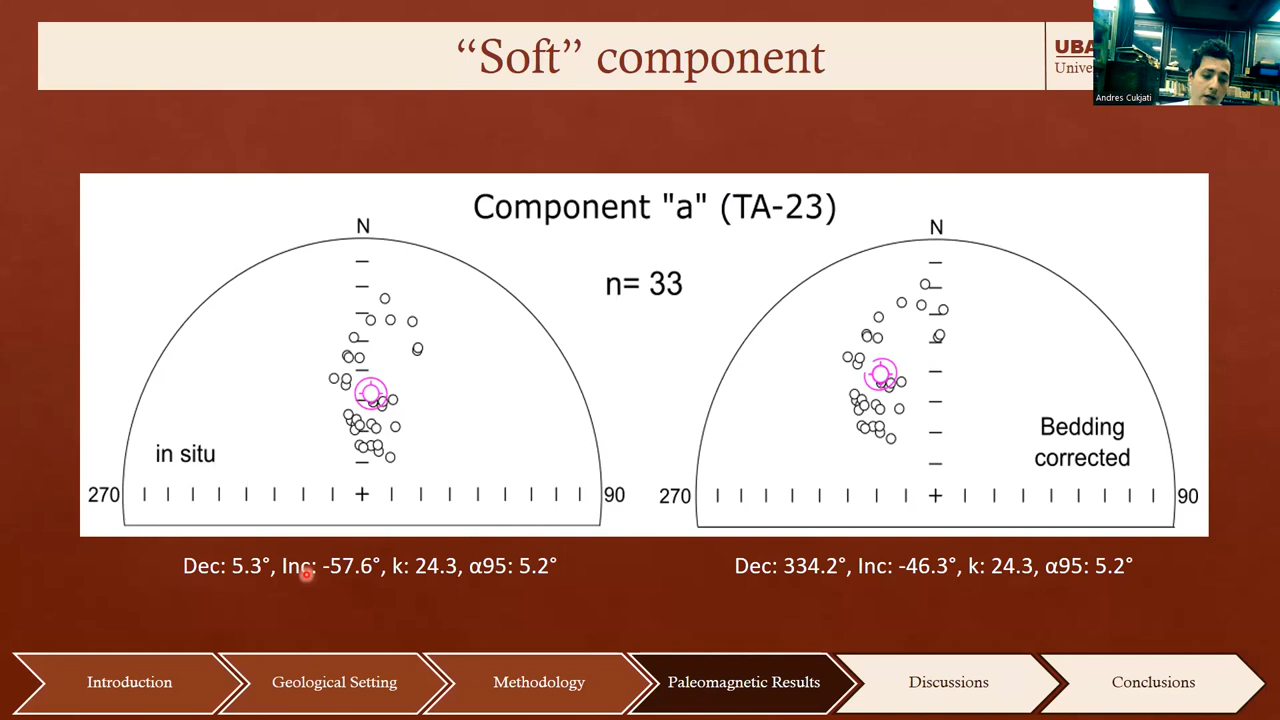 “Soft” component
UBA
Unive
Andres Cukjati
Component "a" (TA-23)
N
N
n= 33
in situ
Bedding
corrected
270
90
270
90
Dec: 5.3°, Inc: -57.6°, k: 24.3, α95: 5.2°
Dec: 334.2°, Inc: -46.3°, k: 24.3, α95: 5.2°
Introduction
Geological Setting
Methodology
Paleomagnetic Results
Discussions
Conclusions